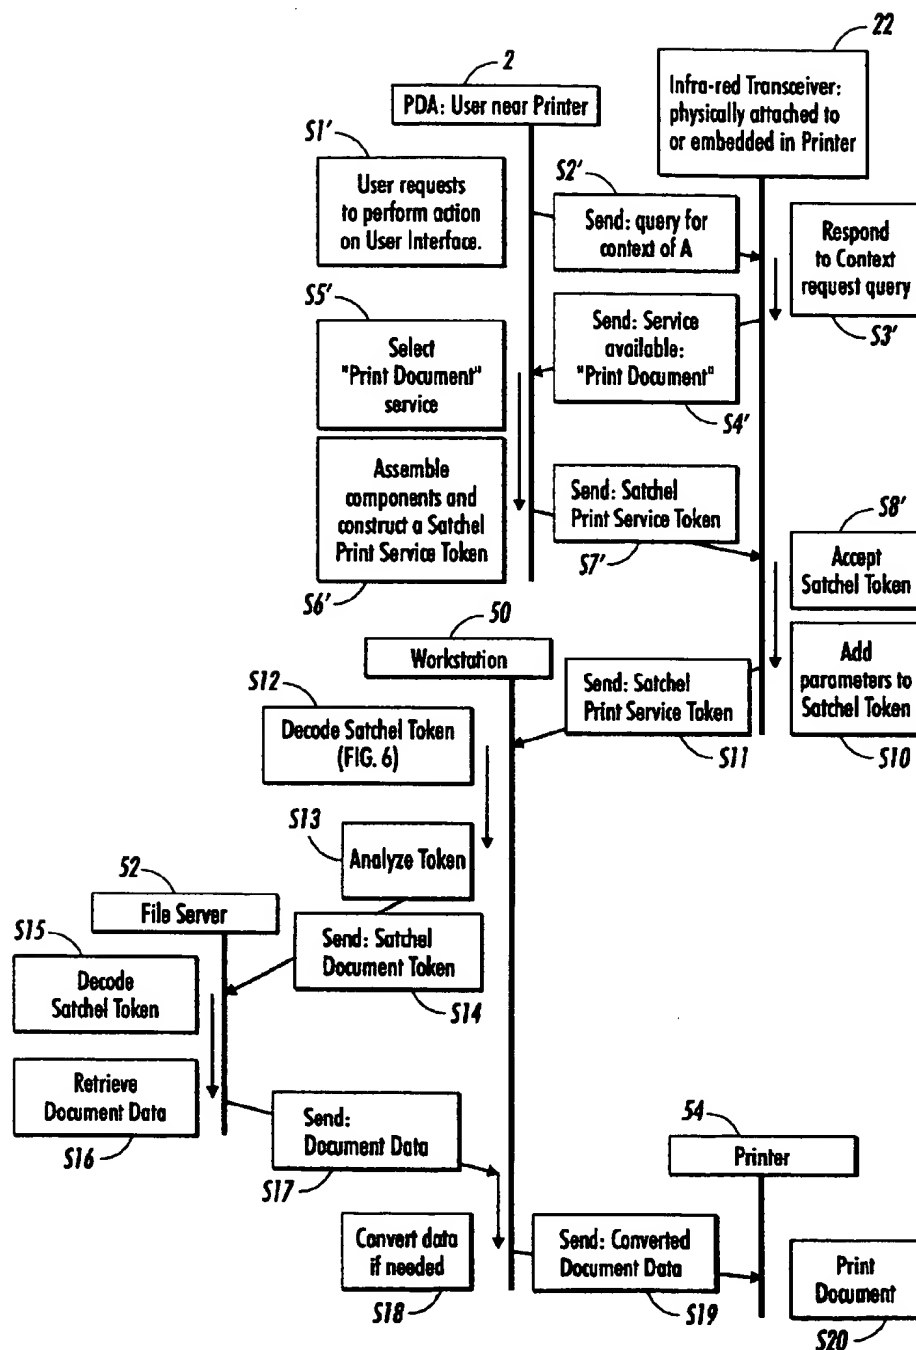 22
2
PDA: User near Printer
Infra-red Transceiver:
physically attached to
or embedded in Printer
S1'
User requests
to perform action
on User Interface.
S2'
Send: query for
context of A
Respond
to Context
request query
S3'
S5'
Select
"Print Document"
service
Send: Service
available:
"Print Document"
S4'
Assemble
components and
construct a Satchel
Print Service Token
S6'
Send: Satchel
Print Service Token
S7'
S8'
Accept
Satchel Token
50
Workstation
Add
parameters to
Satchel Token
S10
Send: Satchel
Print Service Token
S11
S12
Decode Satchel Token
(FIG. 6)
S13
Analyze Token
52
File Server
S15
Decode
Satchel Token
Send: Satchel
Document Token
S14
Retrieve
Document Data
S16
Send:
Document Data
S17
54
Printer
Convert data
if needed
S18
Send: Converted
Document Data
S19
Print
Document
S20